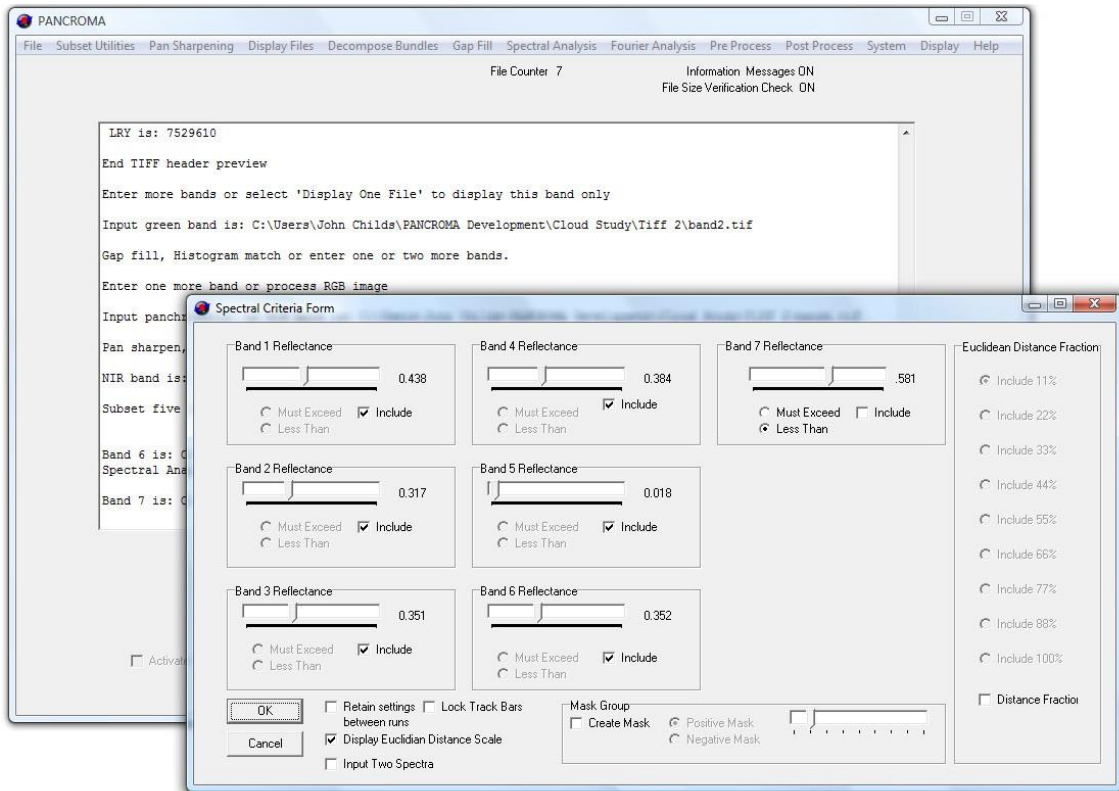 PANCROMA
File Subset Utilities Pan Sharpening Display Files Decompose Bundles Gap Fill Spectral Analysis Fourier Analysis Pre Process Post Process System Display Help
File Counter 7
Information Messages ON
File Size Verification Check ON
LRY is: 7529610
End TIFF header preview
Enter more bands or select 'Display One File' to display this band only
Input green band is: C:\Users\John Childs\PANCROMA Development\Cloud Study\Tiff 2\band2.tif
Gap fill, Histogram match or enter one or two more bands.
Enter one more band or process RGB image
Input
Pan sharpen,
NIR band is:
Subset five
Band 6 is:
Spectral
Band 7 is:
Spectral Criteria Form
Band 1 Reflectance
0.438
Must Exceed
Include
Less Than
Band 4 Reflectance
0.384
Must Exceed
Include
Less Than
Band 7 Reflectance
.581
Must Exceed
Include
Less Than
Band 2 Reflectance
0.317
Must Exceed
Include
Less Than
Band 5 Reflectance
0.018
Must Exceed
Include
Less Than
Band 3 Reflectance
0.351
Must Exceed
Include
Less Than
Band 6 Reflectance
0.352
Must Exceed
Include
Less Than
Euclidean Distance Fraction
Include 11%
Include 22%
Include 33%
Include 44%
Include 55%
Include 66%
Include 77%
Include 88%
Include 100%
Distance Fractio
OK
Cancel
Retain settings
between runs
Lock Track Bars
Display Euclidian Distance Scale
Input Two Spectra
Mask Group
Create Mask
Positive Mask
Negative Mask